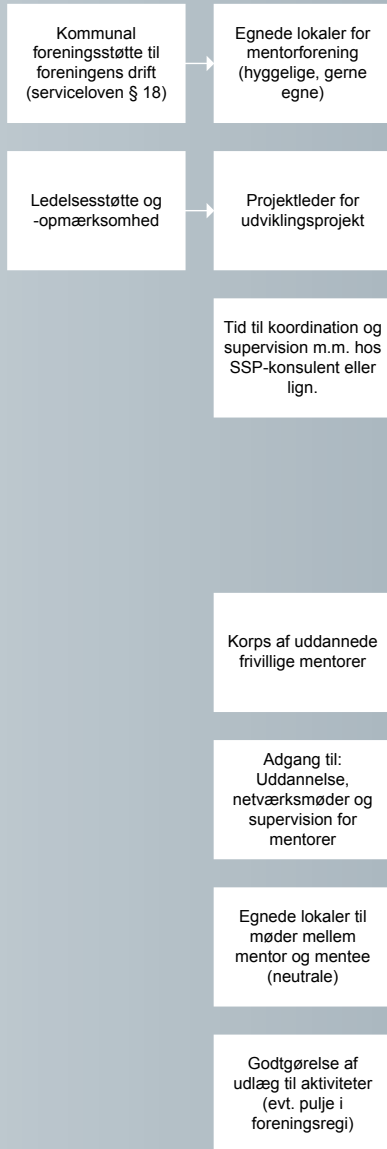 Kommunal
foreningsstøtte til
foreningens drift
(serviceloven § 18)
Egnede lokaler for
mentorforening
(hyggelige, gerne
egne)
Ledelsesstøtte og
-opmærksomhed
Projektleder for
udviklingsprojekt
Tid til koordination og
supervision m.m. hos
SSP-konsulent eller
lign.
Korps af uddannede
frivillige mentorer
Adgang til:
Uddannelse,
netværksmøder og
supervision for
mentorer
Egnede lokaler til
møder mellem
mentor og mentee
(neutrale)
Godtgørelse af
udlæg til aktiviteter
(evt. pulje i
foreningsregi)